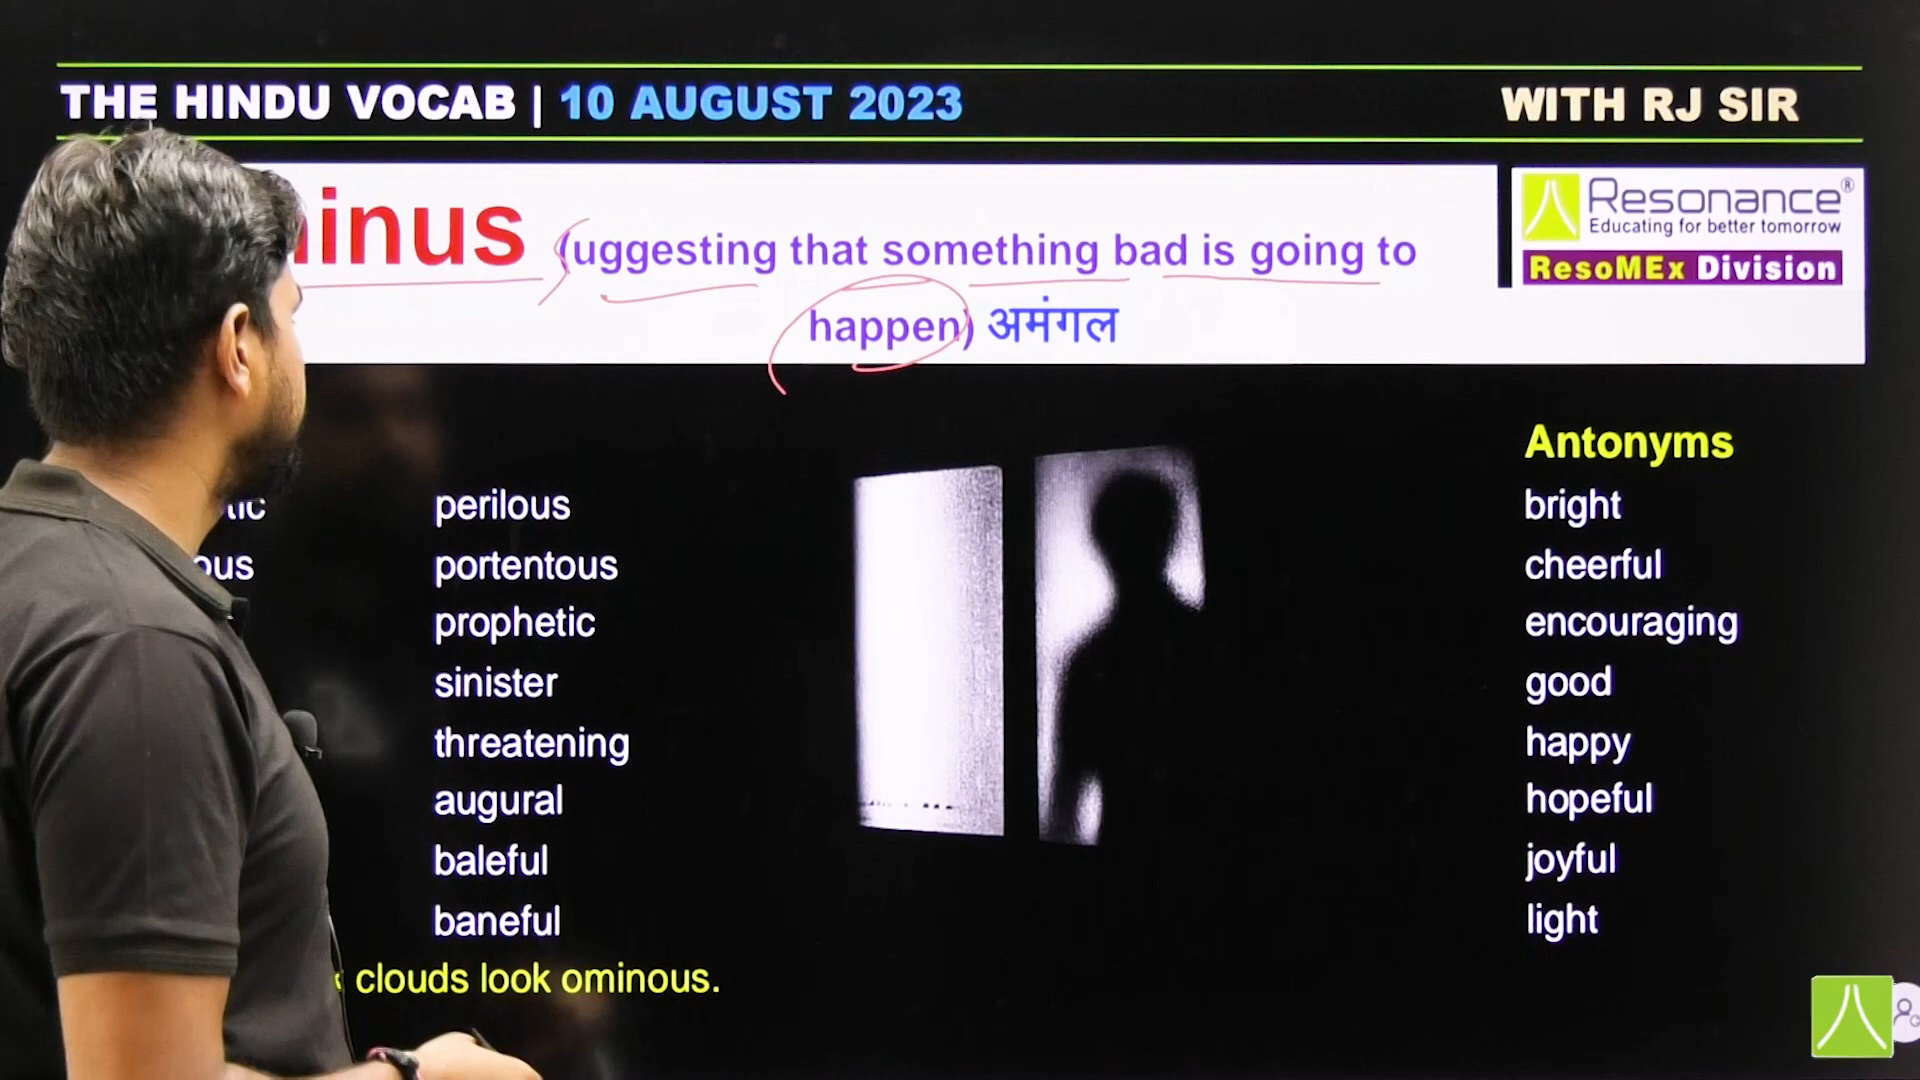 THE HINDU VOCAB | 10 AUGUST 2023
WITH RJ SIR
inus (uggesting that something bad is going to
happen) अमंगल
Resonance®
Educating for better tomorrow
ResoMEx Division
tic
ous
perilous
portentous
prophetic
sinister
threatening
augural
baleful
baneful
clouds look ominous.
Antonyms
bright
cheerful
encouraging
good
happy
hopeful
joyful
light